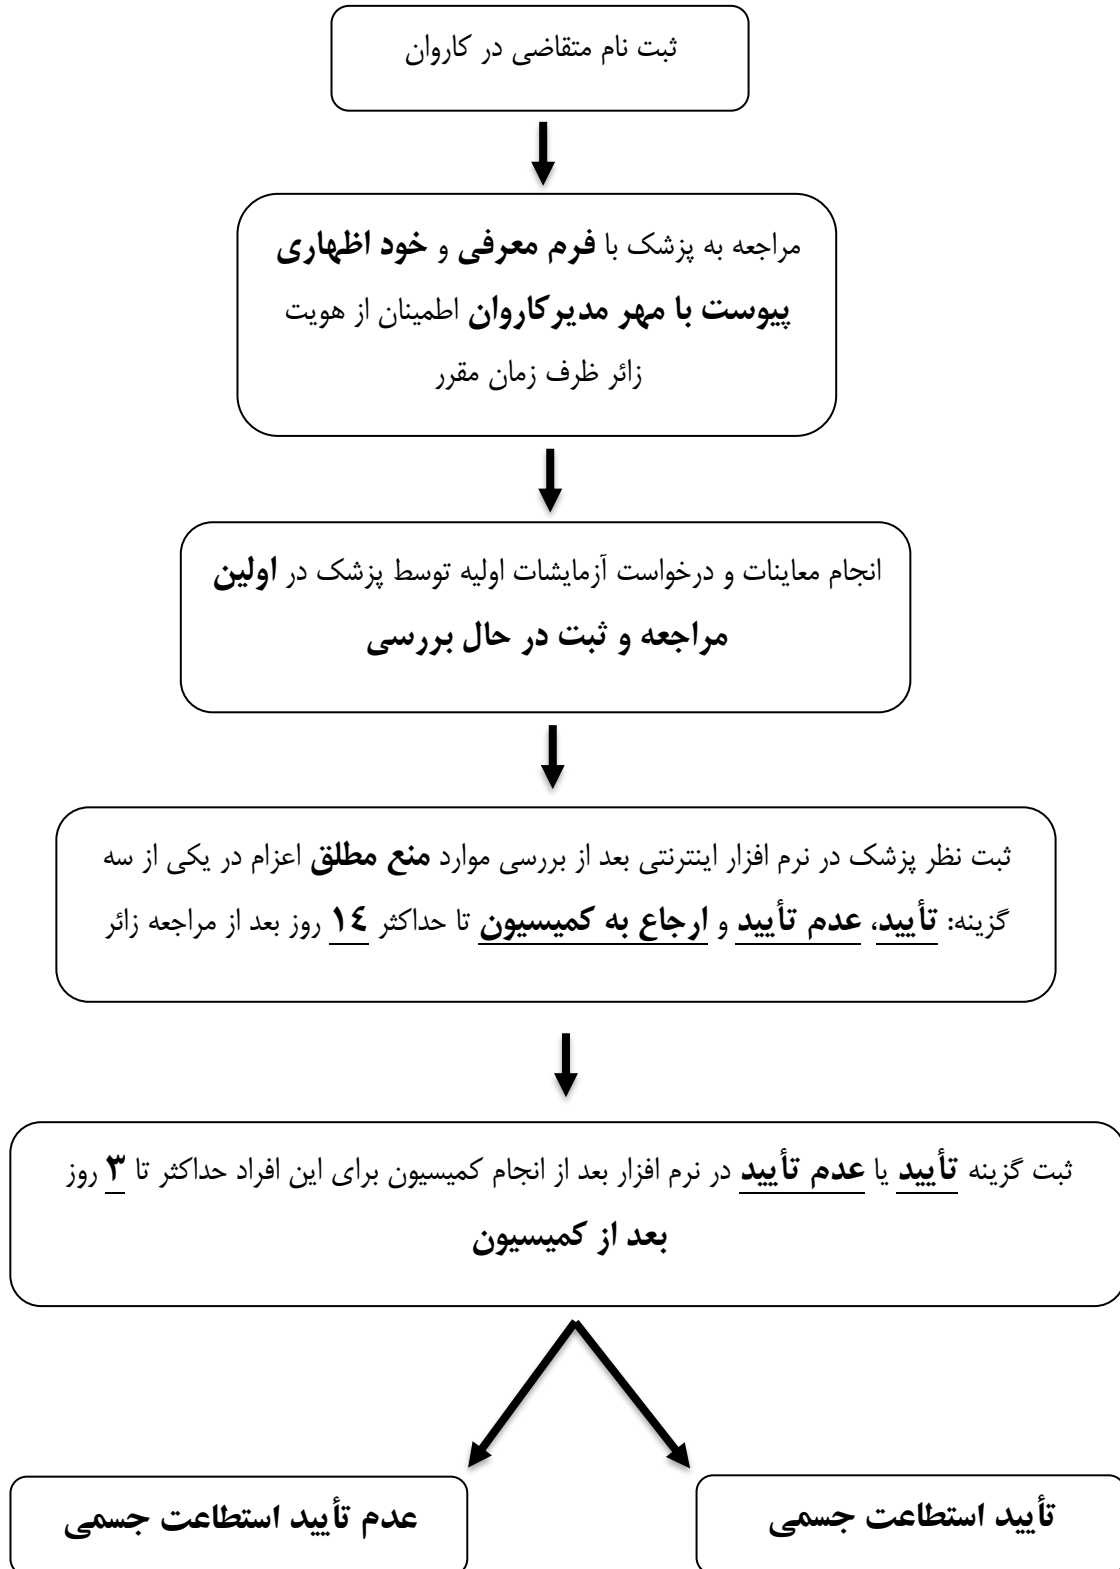 ثبت نام متقاضی در کاروان
مراجعه به پزشک با فرم معرفی و خود اظهاری
پیوست با مهر مدیرکاروان اطمینان از هویت
زائر ظرف زمان مقرر
انجام معاینات و درخواست آزمایشات اولیه توسط پزشک در اولین
مراجعه و ثبت در حال بررسی
ثبت نظر پزشک در نرم افزار اینترنتی بعد از بررسی موارد منع مطلق اعزام در یکی از سه
گزینه: تأیید، عدم تأیید و ارجاع به کمیسیون تا حداکثر ١٤ روز بعد از مراجعه زائر
ثبت گزینه تأیید یا عدم تأیید در نرم افزار بعد از انجام کمیسیون برای این افراد حداکثر تا ٣ روز
بعد از کمیسیون
تأیید استطاعت جسمی
عدم تأیید استطاعت جسمی